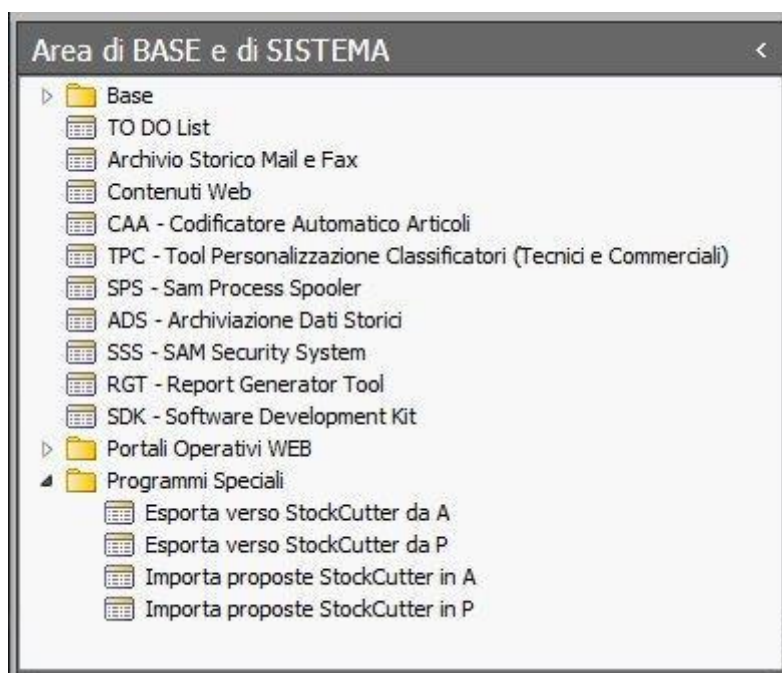 Area di BASE e di SISTEMA
Base
TO DO List
Archivio Storico Mail e Fax
Contenuti Web
CAA - Codificatore Automatico Articoli
TPC - Tool Personalizzazione Classificatori (Tecnici e Commerciali)
SPS - Sam Process Spooler
ADS - Archiviazione Dati Storici
SSS - SAM Security System
RGT - Report Generator Tool
SDK - Software Development Kit
Portali Operativi WEB
Programmi Speciali
Esporta verso StockCutter da A
Esporta verso StockCutter da P
Importa proposte StockCutter in A
Importa proposte StockCutter in P